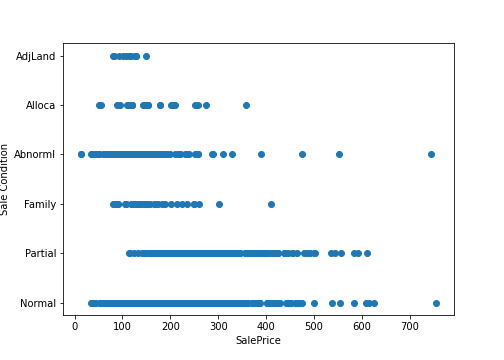 AdjLand
Alloca
Abnorml
Family
Partial
Normal
Sale Condition
0 100 200 300 400 500 600 700
SalePrice